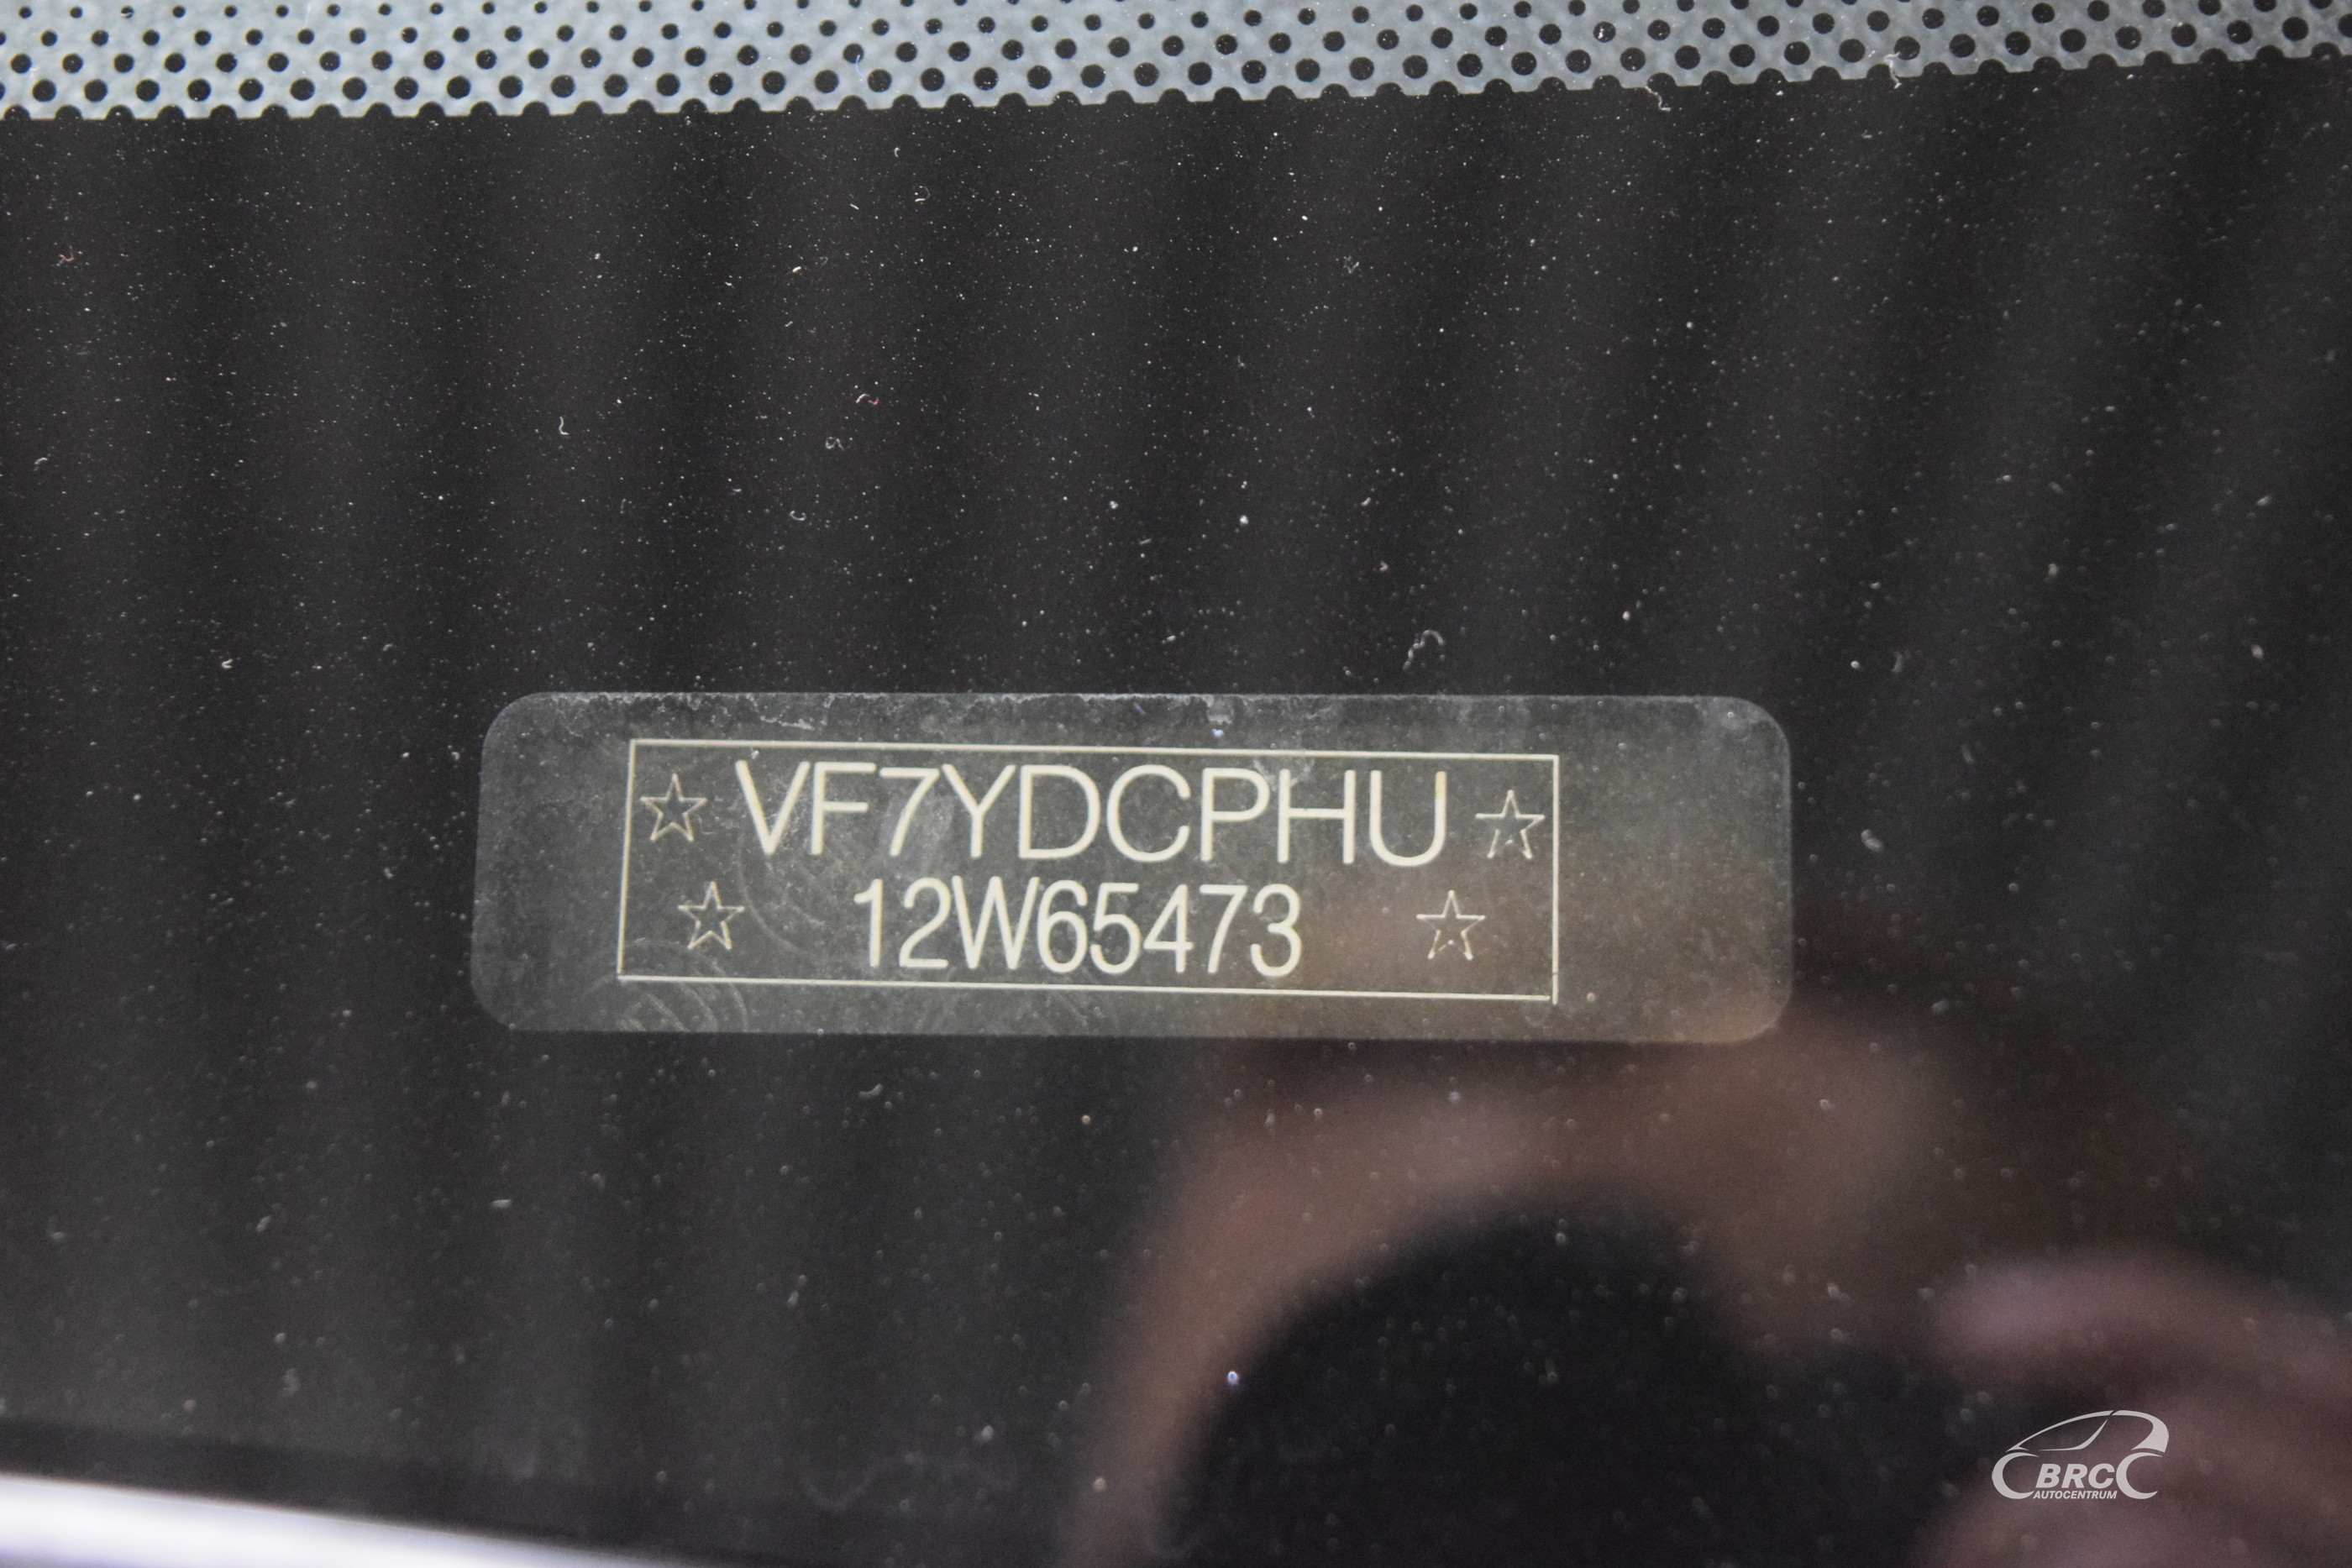 ☆ VF7YDCPHU ☆
☆ 12W65473 ☆
BRC
AUTOCENTRUM